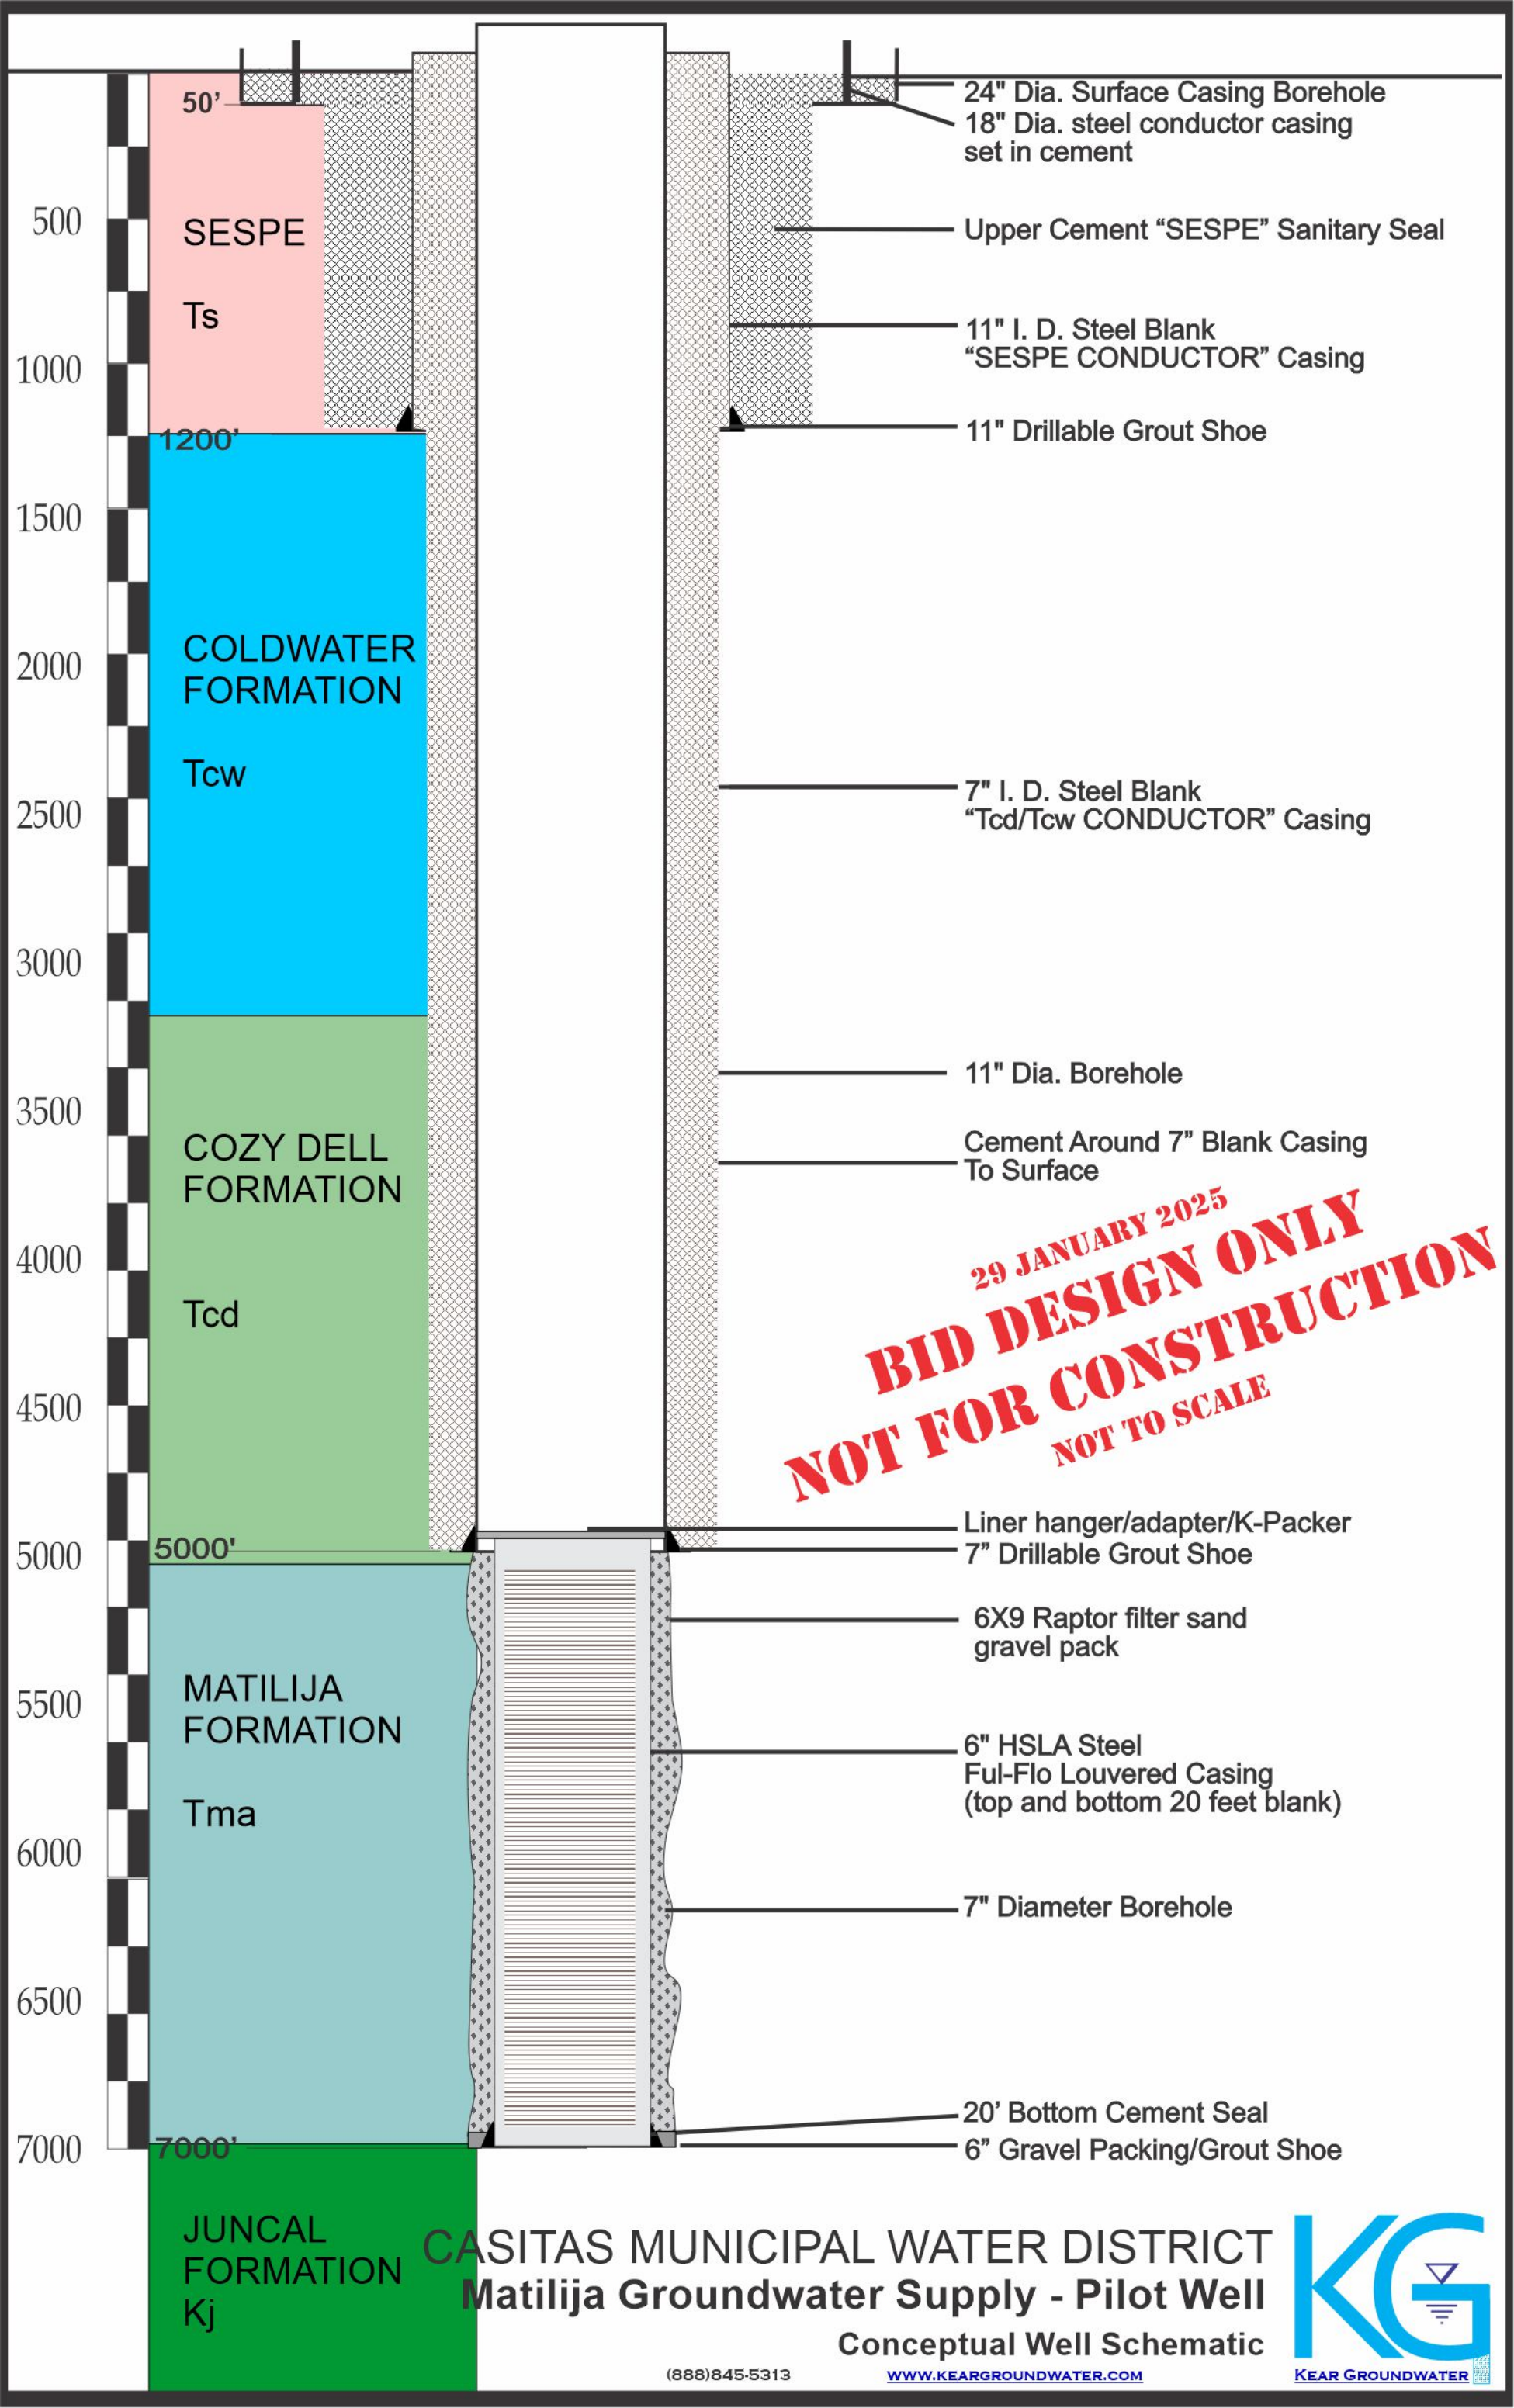 24" Dia. Surface Casing Borehole
18" Dia. steel conductor casing
set in cement
50’
500
SESPE
Ts
Upper Cement “SESPE” Sanitary Seal
11" I. D. Steel Blank
“SESPE CONDUCTOR” Casing
1000
11" Drillable Grout Shoe
1200’
1500
COLDWATER
FORMATION
Tcw
2000
2500
7" I. D. Steel Blank
“Tcd/Tcw CONDUCTOR” Casing
3000
11" Dia. Borehole
3500
COZY DELL
FORMATION
Tcd
Cement Around 7” Blank Casing
To Surface
29 JANUARY 2025
BID DESIGN ONLY
NOT FOR CONSTRUCTION
NOT TO SCALE
4000
4500
Liner hanger/adapter/K-Packer
7” Drillable Grout Shoe
5000'
5000
6X9 Raptor filter sand
gravel pack
MATILIJA
FORMATION
Tma
5500
6" HSLA Steel
Ful-Flo Louvered Casing
(top and bottom 20 feet blank)
6000
7" Diameter Borehole
6500
20’ Bottom Cement Seal
6” Gravel Packing/Grout Shoe
7000'
7000
JUNCAL
FORMATION
Kj
CASITAS MUNICIPAL WATER DISTRICT
Matilija Groundwater Supply - Pilot Well
Conceptual Well Schematic
(888)845-5313
WWW.KEARGROUNDWATER.COM
KG
KEAR GROUNDWATER